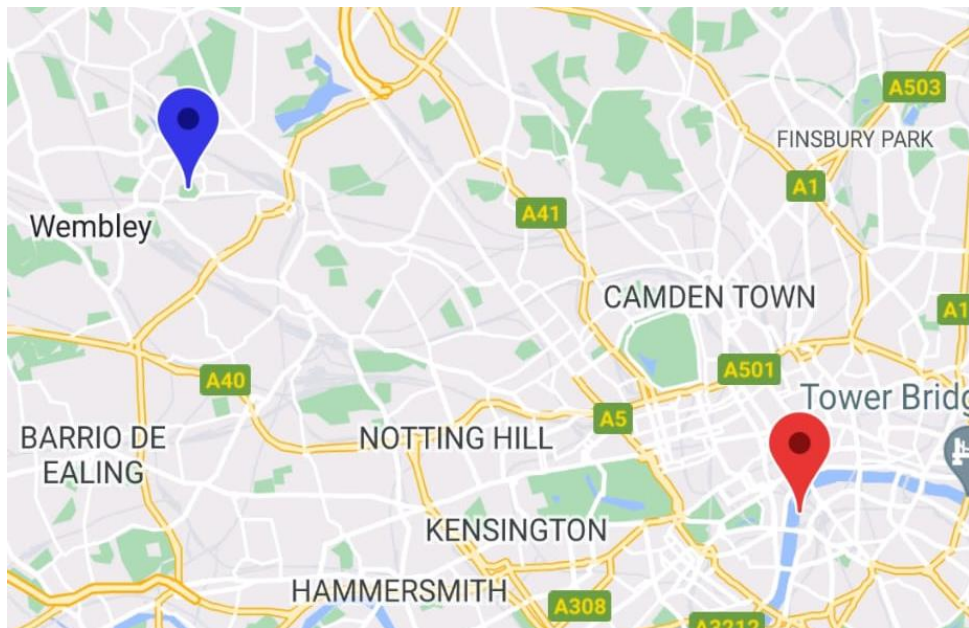 A503
FINSBURY PARK
A1
A41
Wembley
CAMDEN TOWN
A1
A501
A40
Tower Bridg
A5
BARRIO DE
EALING
NOTTING HILL
KENSINGTON
HAMMERSMITH
A308
A3212